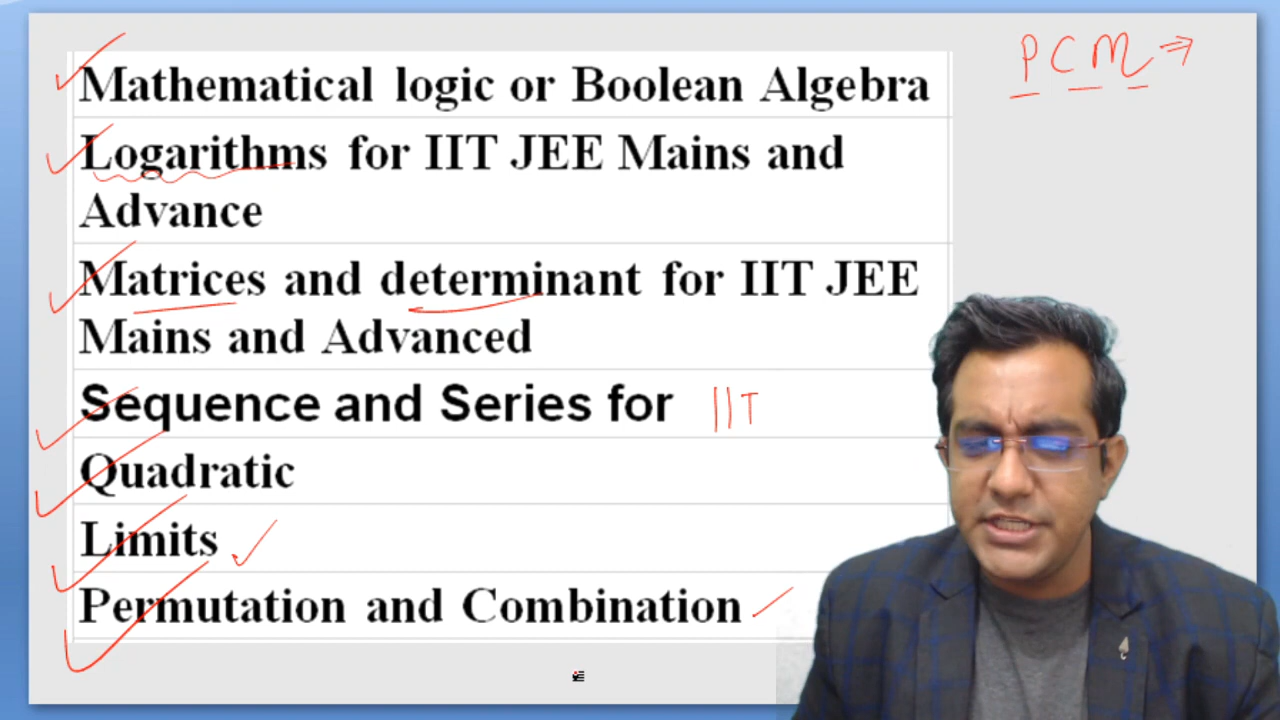 PCM ⇒
Mathematical logic or Boolean Algebra
Logarithms for IIT JEE Mains and
Advance
Matrices and determinant for IIT JEE
Mains and Advanced
Sequence and Series for IIT
Quadratic
Limits
Permutation and Combination